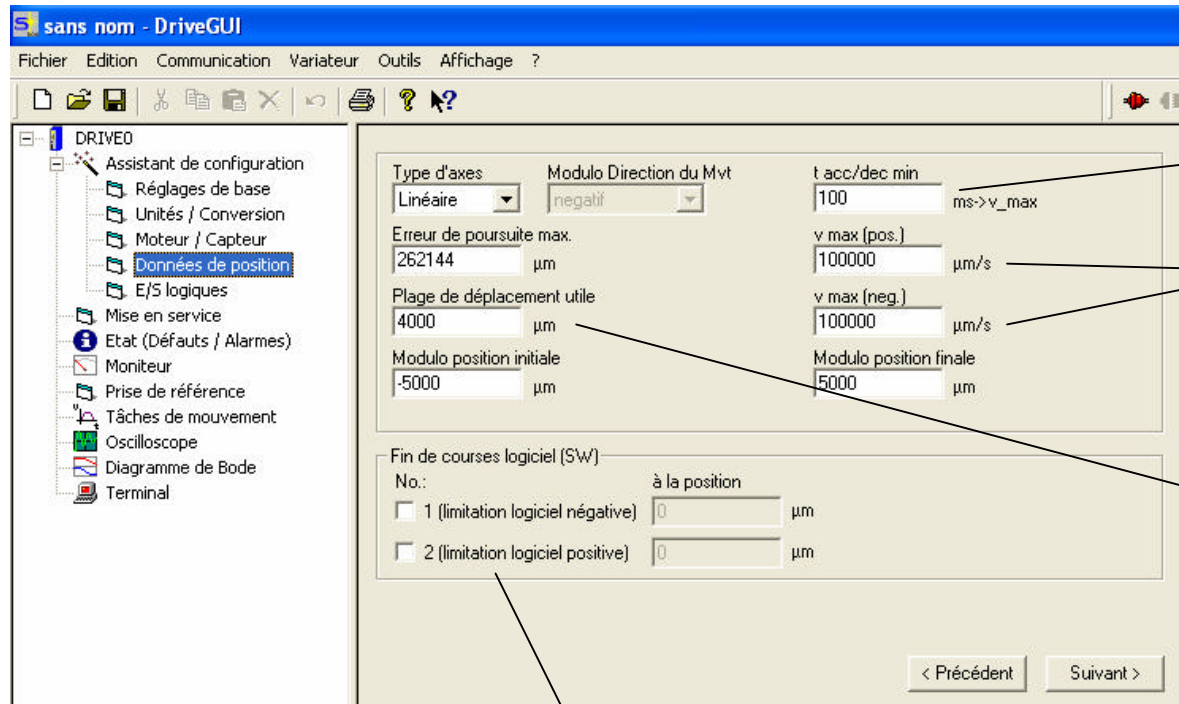 sans nom - DriveGUI
Fichier Edition Communication Variateur Outils Affichage ?
DRIVE0
Assistant de configuration
Réglages de base
Unités / Conversion
Moteur / Capteur
Données de position
E/S logiques
Mise en service
Etat (Défauts / Alarmes)
Moniteur
Prise de référence
Tâches de mouvement
Oscilloscope
Diagramme de Bode
Terminal
Type d'axes Modulo Direction du Mvt t acc/dec min
Linéaire negatif 100 ms->v_max
Erreur de poursuite max. v max (pos.)
262144 µm 100000 µm/s
Plage de déplacement utile v max (neg.)
4000 µm 100000 µm/s
Modulo position initiale Modulo position finale
-5000 µm 5000 µm
Fin de courses logiciel (SW)
No.: à la position
1 (limitation logiciel négative) 0 µm
2 (limitation logiciel positive) 0 µm
< Précédent Suivant >